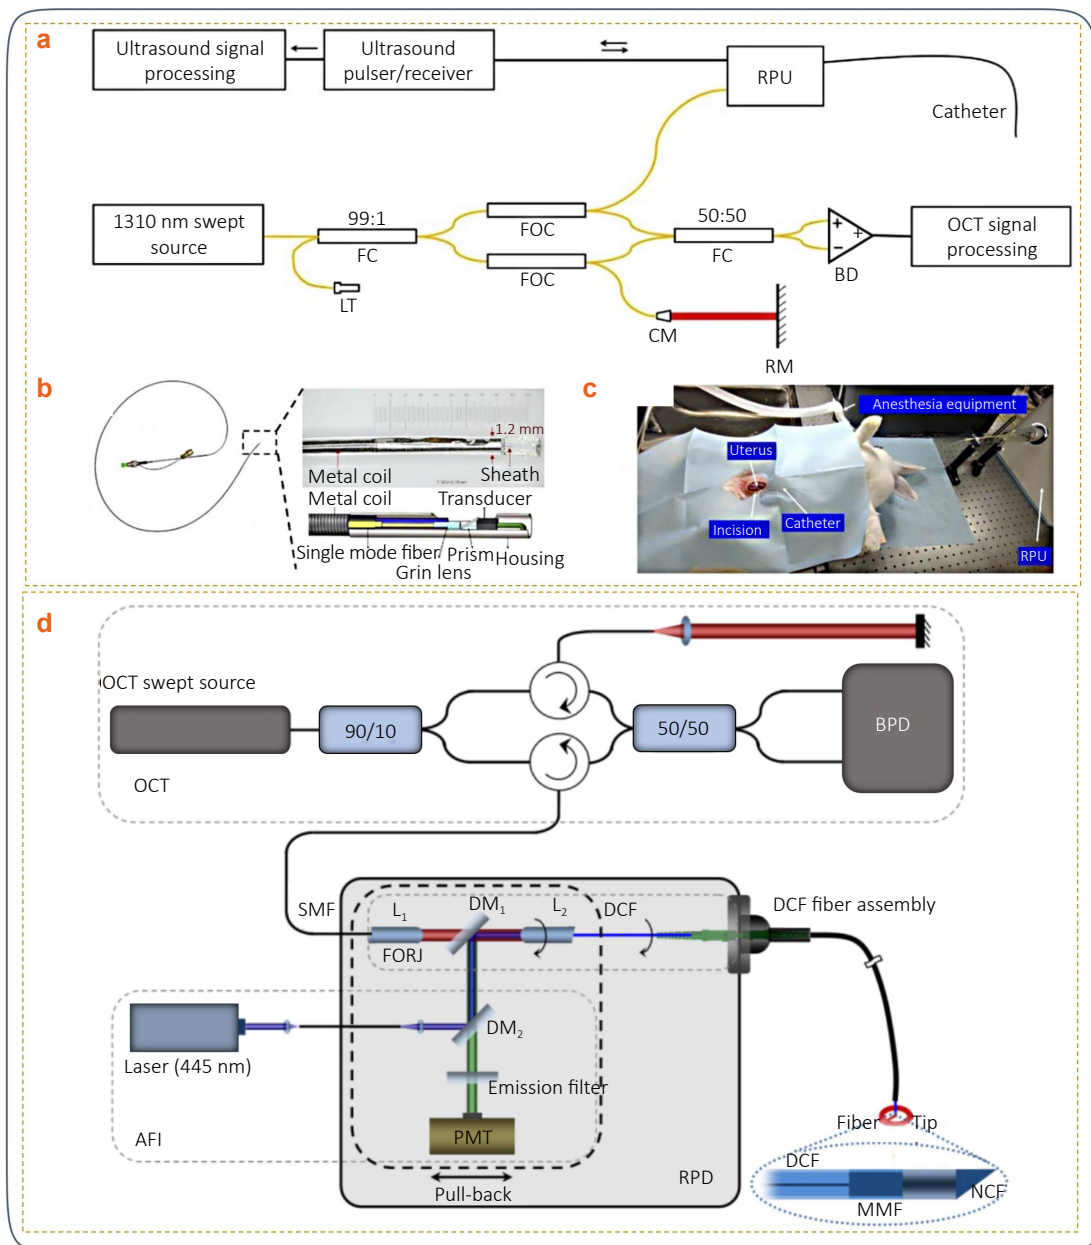 a
Ultrasound signal
processing
Ultrasound
pulser/receiver
RPU
Catheter
1310 nm swept
source
99:1
FC
LT
FOC
FOC
50:50
FC
CM
RM
+
−
+
BD
OCT signal
processing
b
1.2 mm
Metal coil
Sheath
Metal coil
Transducer
Single mode fiber
Prism
Housing
Grin lens
c
Anesthesia equipment
Uterus
Incision
Catheter
RPU
d
OCT swept source
90/10
50/50
BPD
OCT
SMF
L1
DM1
L2
DCF
DCF fiber assembly
FORJ
DM2
Laser (445 nm)
Emission filter
AFI
PMT
Pull-back
RPD
Fiber
Tip
DCF
MMF
NCF